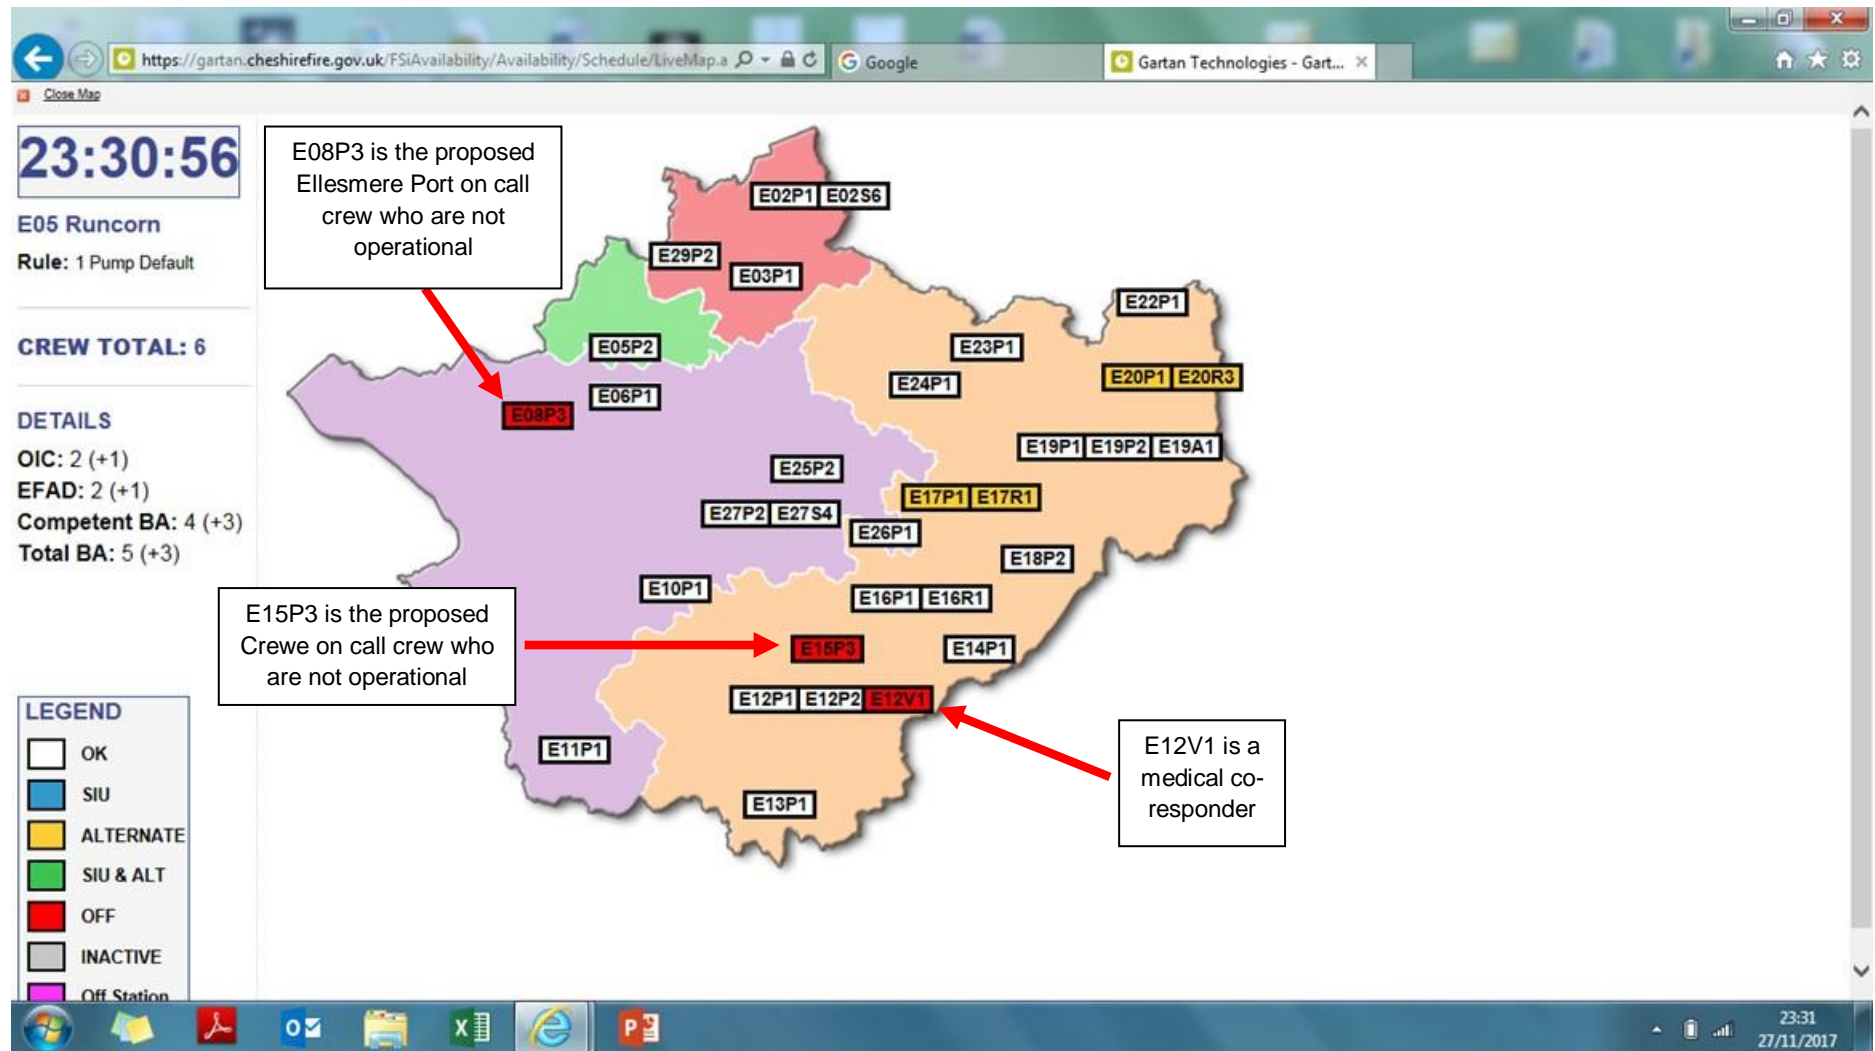 https://gartan.cheshirefire.gov.uk/FSiAvailability/Availability/Schedule/LiveMap.a
Google
Gartan Technologies - Gart...
Close Map
23:30:56
E05 Runcorn
Rule: 1 Pump Default
CREW TOTAL: 6
DETAILS
OIC: 2 (+1)
EFAD: 2 (+1)
Competent BA: 4 (+3)
Total BA: 5 (+3)
E08P3 is the proposed
Ellesmere Port on call
crew who are not
operational
E02P1 E02S6
E29P2
E03P1
E22P1
E05P2
E23P1
E20P1 E20R3
E24P1
E06P1
E08P3
E19P1 E19P2 E19A1
E25P2
E17P1 E17R1
E27P2 E27S4
E26P1
E18P2
E10P1
E16P1 E16R1
E15P3 is the proposed
Crewe on call crew who
are not operational
E15P3
E14P1
E12P1 E12P2 E12V1
E11P1
E12V1 is a
medical co-
responder
E13P1
LEGEND
OK
SIU
ALTERNATE
SIU & ALT
OFF
INACTIVE
Off Station
23:31
27/11/2017